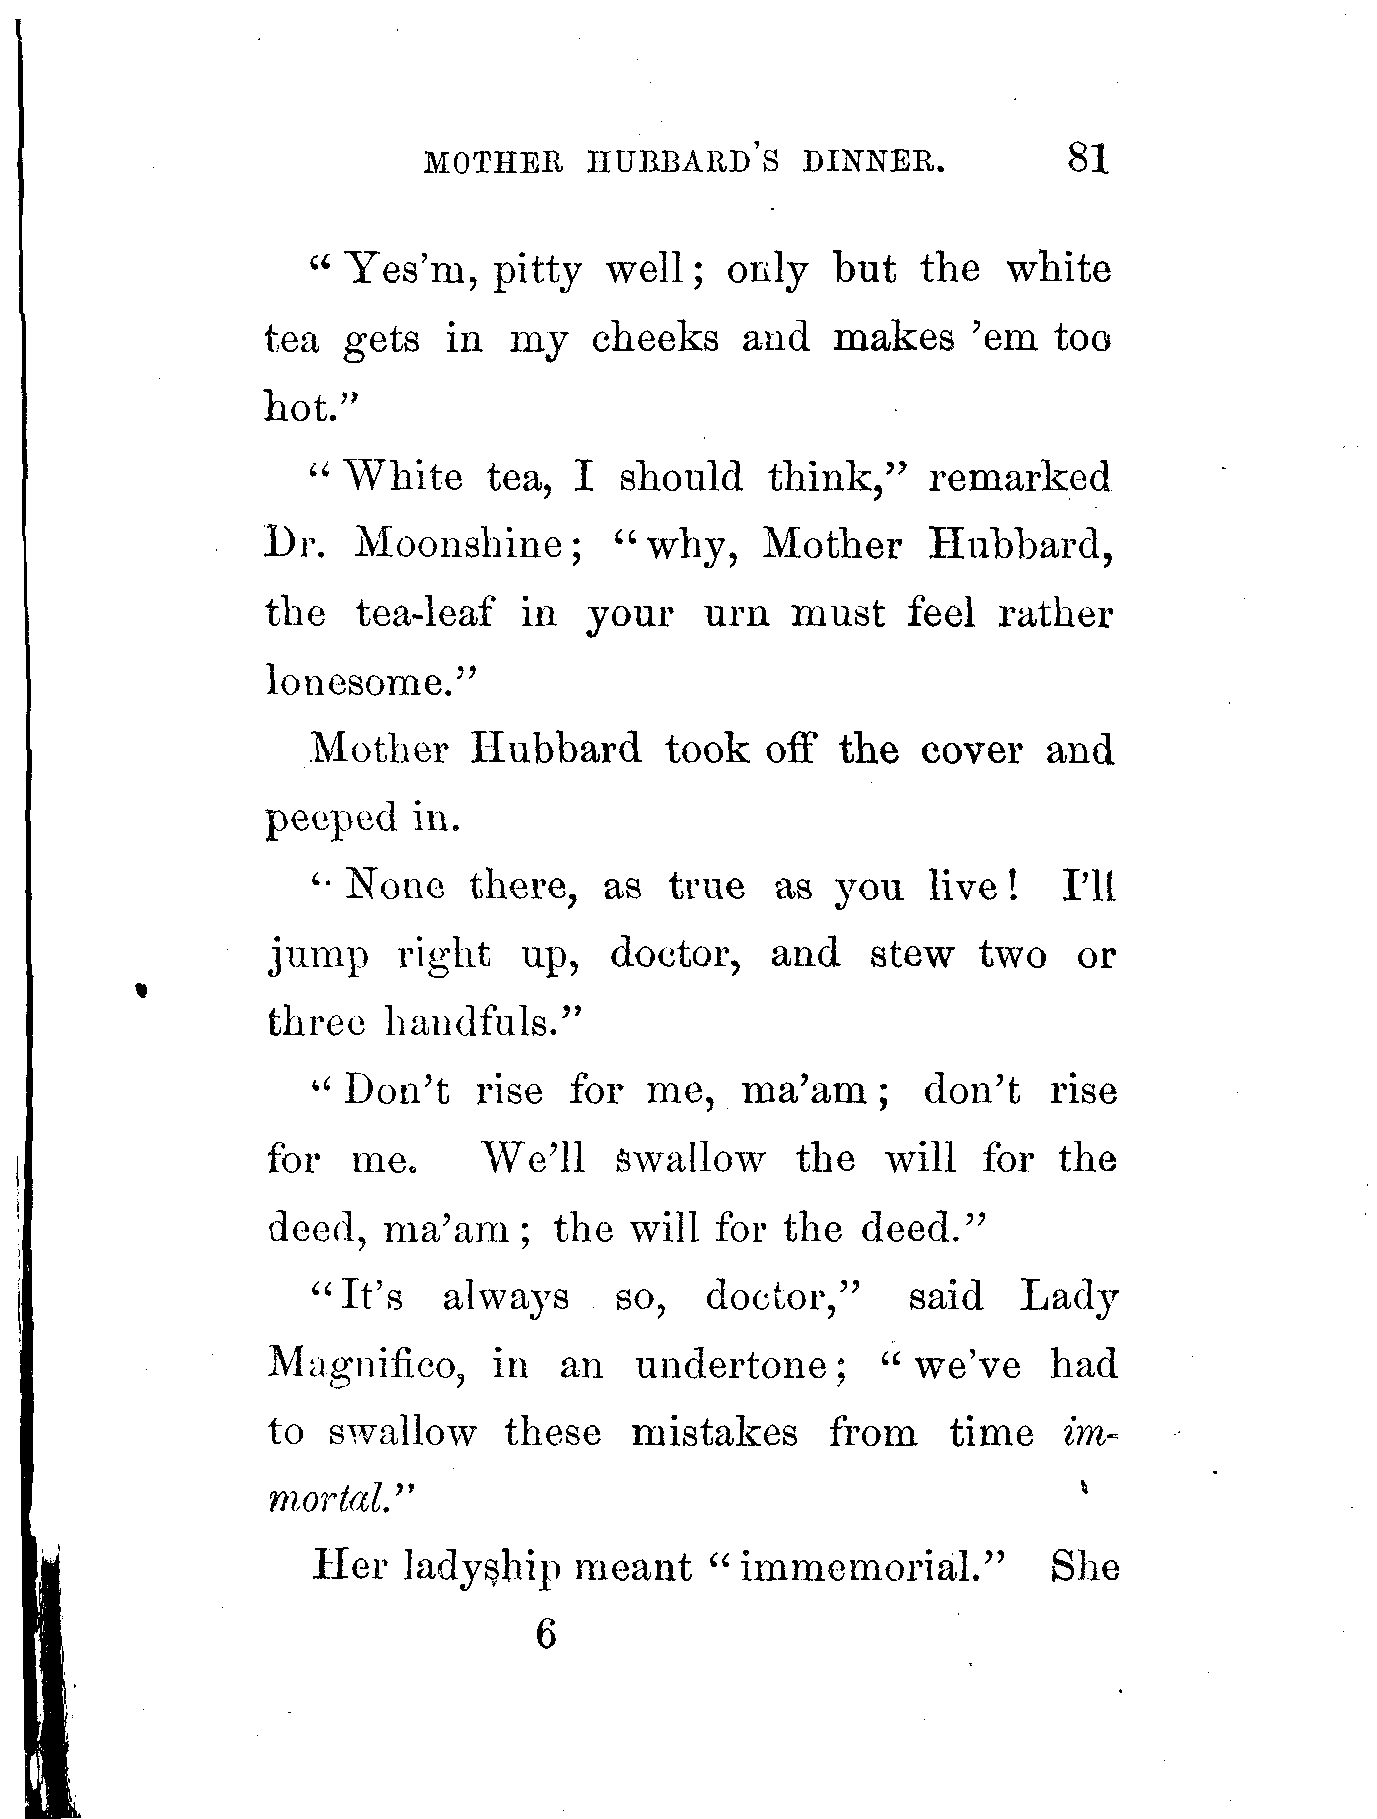 MOTHER HUBBARD'S DINNER. 81
"Yes'm, pitty well; only but the white
tea gets in my cheeks and makes 'em too
hot."
"White tea, I should think," remarked
Dr. Moonshine; "why, Mother Hubbard,
the tea-leaf in your urn must feel rather
lonesome."
Mother Hubbard took off the cover and
peeped in.
"None there, as true as you live! I'll
jump right up, doctor, and stew two or
three handfuls."
"Don't rise for me, ma'am; don't rise
for me. We'll swallow the will for the
deed, ma'am; the will for the deed."
"It's always so, doctor," said Lady
Magnifico, in an undertone; "we've had
to swallow these mistakes from time im-
mortal."
Her ladyship meant "immemorial." She
6